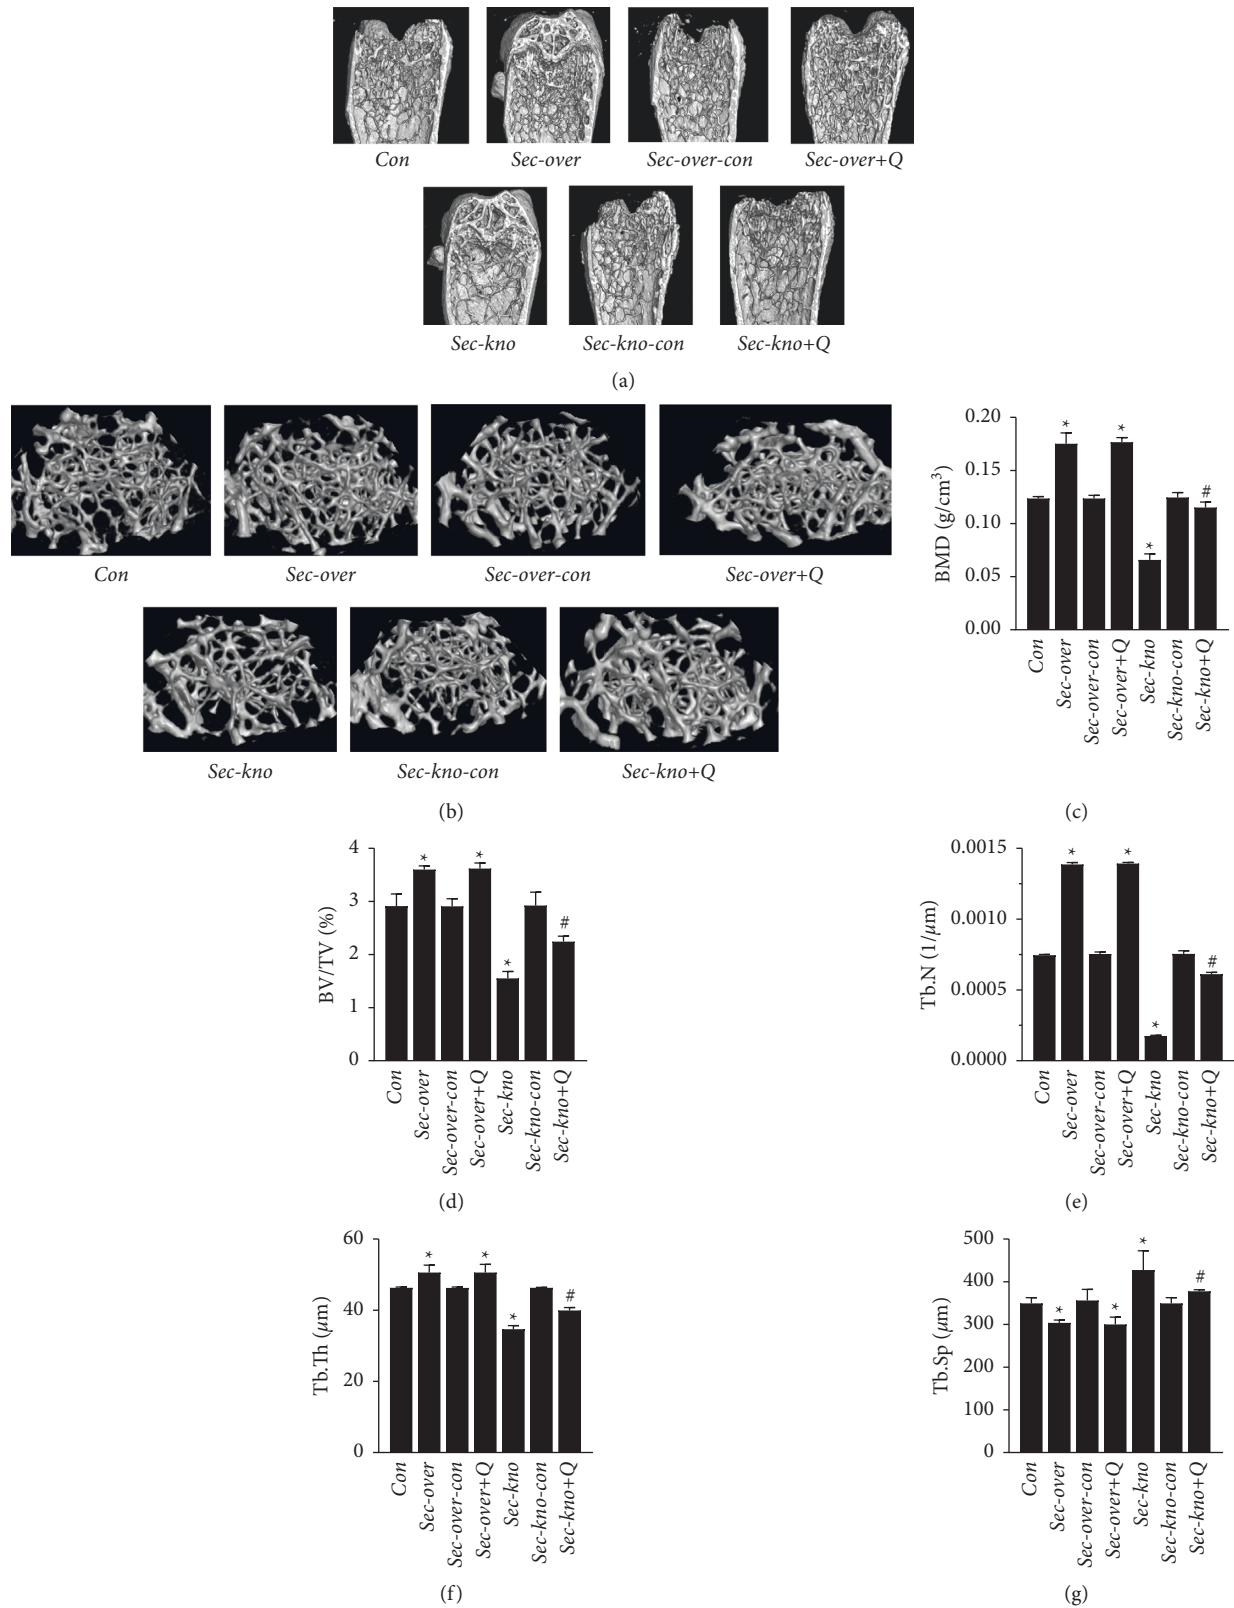 Con Sec-over Sec-over-con Sec-over+Q
Sec-kno Sec-kno-con Sec-kno+Q
(a)
Con Sec-over Sec-over-con Sec-over+Q
Sec-kno Sec-kno-con Sec-kno+Q
(b)
0.20
0.15
0.10
0.05
0.00
BMD (g/cm³)
* * * #
Con Sec-over Sec-over-con Sec-over+Q Sec-kno Sec-kno-con Sec-kno+Q
(c)
4
3
2
1
0
BV/TV (%)
* * * #
Con Sec-over Sec-over-con Sec-over+Q Sec-kno Sec-kno-con Sec-kno+Q
(d)
0.0015
0.0010
0.0005
0.0000
Tb.N (1/μm)
* * * #
Con Sec-over Sec-over-con Sec-over+Q Sec-kno Sec-kno-con Sec-kno+Q
(e)
60
40
20
0
Tb.Th (μm)
* * * #
Con Sec-over Sec-over-con Sec-over+Q Sec-kno Sec-kno-con Sec-kno+Q
(f)
500
400
300
200
100
0
Tb.Sp (μm)
* * * #
Con Sec-over Sec-over-con Sec-over+Q Sec-kno Sec-kno-con Sec-kno+Q
(g)